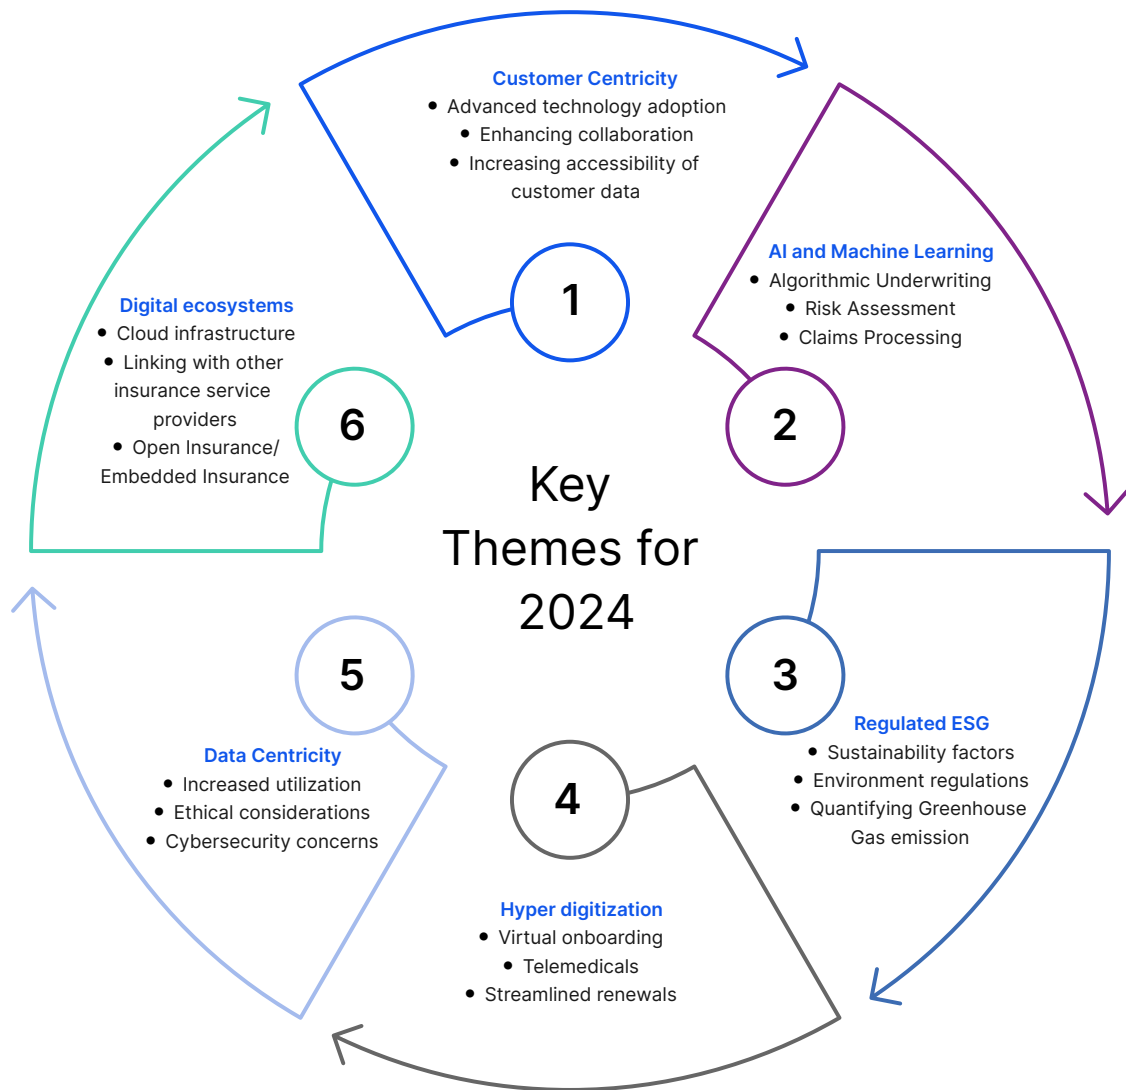 Customer Centricity
• Advanced technology adoption
• Enhancing collaboration
• Increasing accessibility of
customer data
1
AI and Machine Learning
• Algorithmic Underwriting
• Risk Assessment
• Claims Processing
2
Regulated ESG
• Sustainability factors
• Environment regulations
• Quantifying Greenhouse
Gas emission
3
Hyper digitization
• Virtual onboarding
• Telemedicals
• Streamlined renewals
4
Data Centricity
• Increased utilization
• Ethical considerations
• Cybersecurity concerns
5
Digital ecosystems
• Cloud infrastructure
• Linking with other
insurance service
providers
• Open Insurance/
Embedded Insurance
6
Key
Themes for
2024